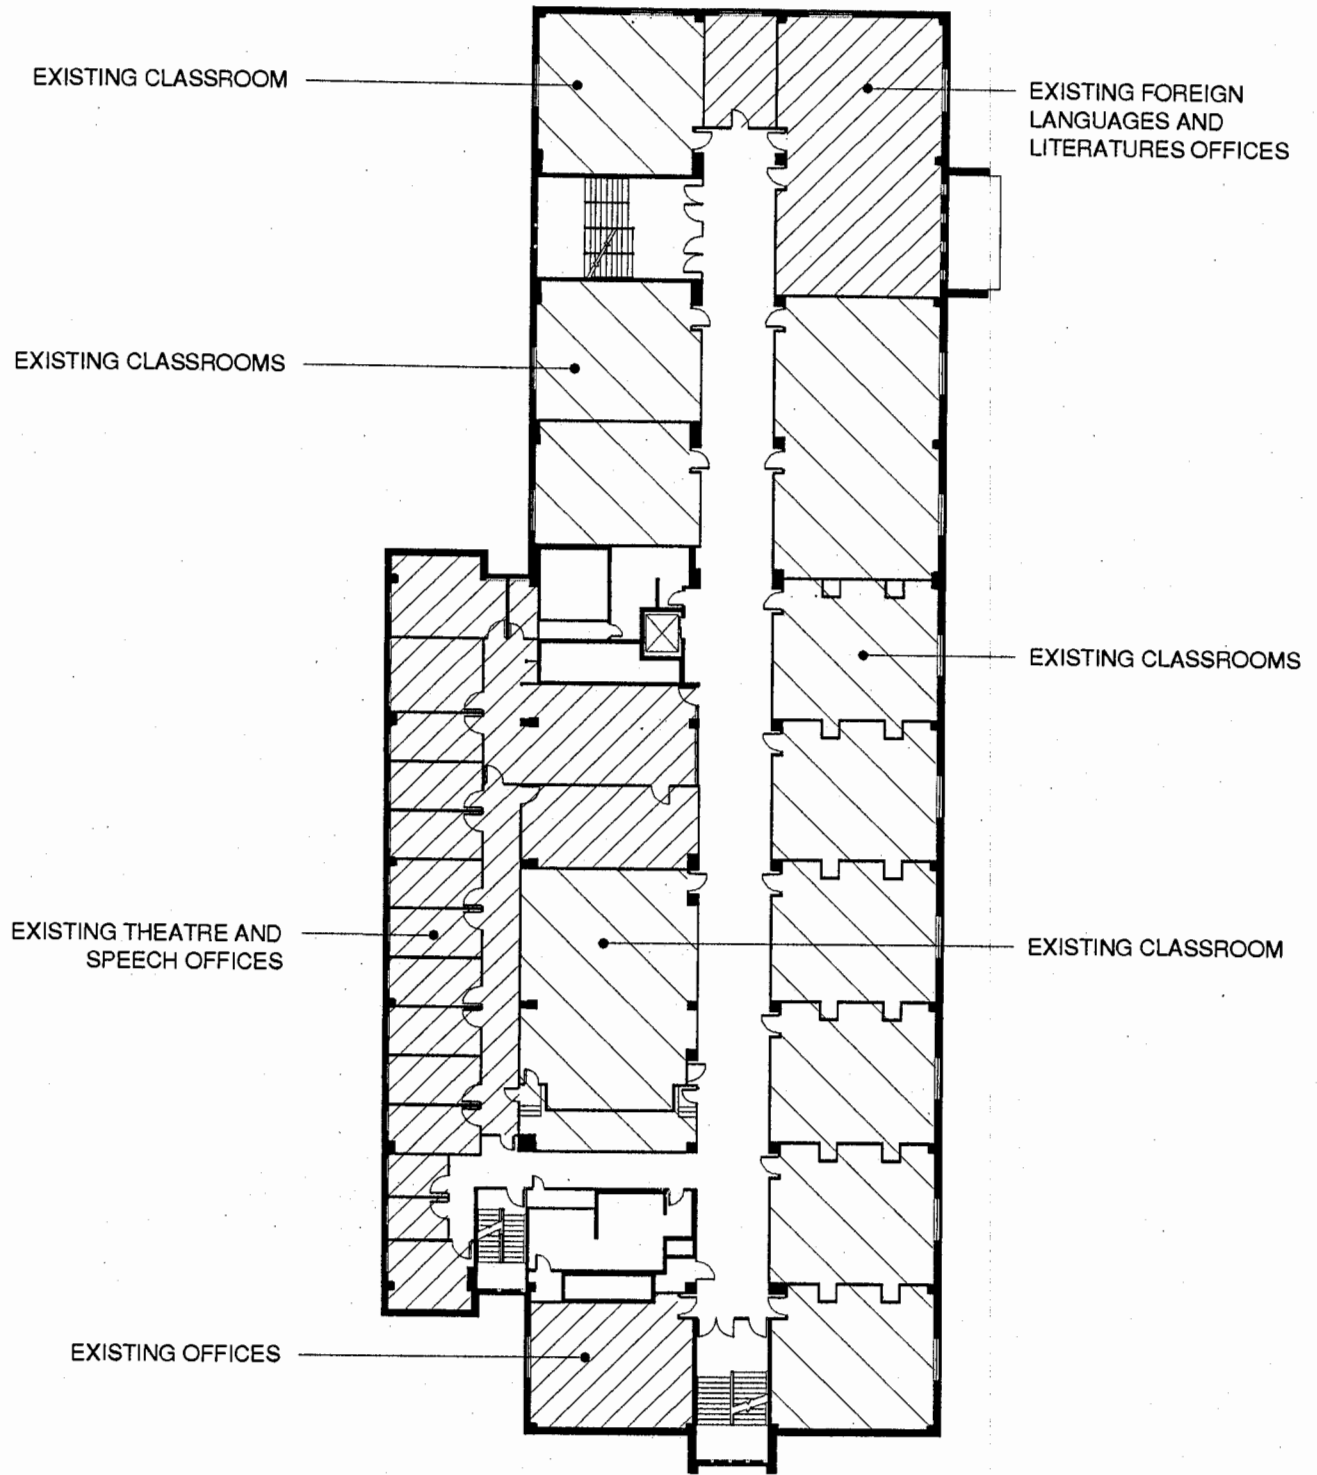 EXISTING CLASSROOM
EXISTING FOREIGN
LANGUAGES AND
LITERATURES OFFICES
EXISTING CLASSROOMS
EXISTING CLASSROOMS
EXISTING THEATRE AND
SPEECH OFFICES
EXISTING CLASSROOM
EXISTING OFFICES